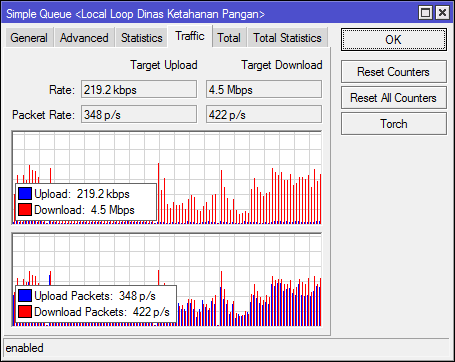 Simple Queue <Local Loop Dinas Ketahanan Pangan>
General Advanced Statistics Traffic Total Total Statistics
Target Upload Target Download
Rate: 219.2 kbps 4.5 Mbps
Packet Rate: 348 p/s 422 p/s
Upload: 219.2 kbps
Download: 4.5 Mbps
Upload Packets: 348 p/s
Download Packets: 422 p/s
OK
Reset Counters
Reset All Counters
Torch
enabled